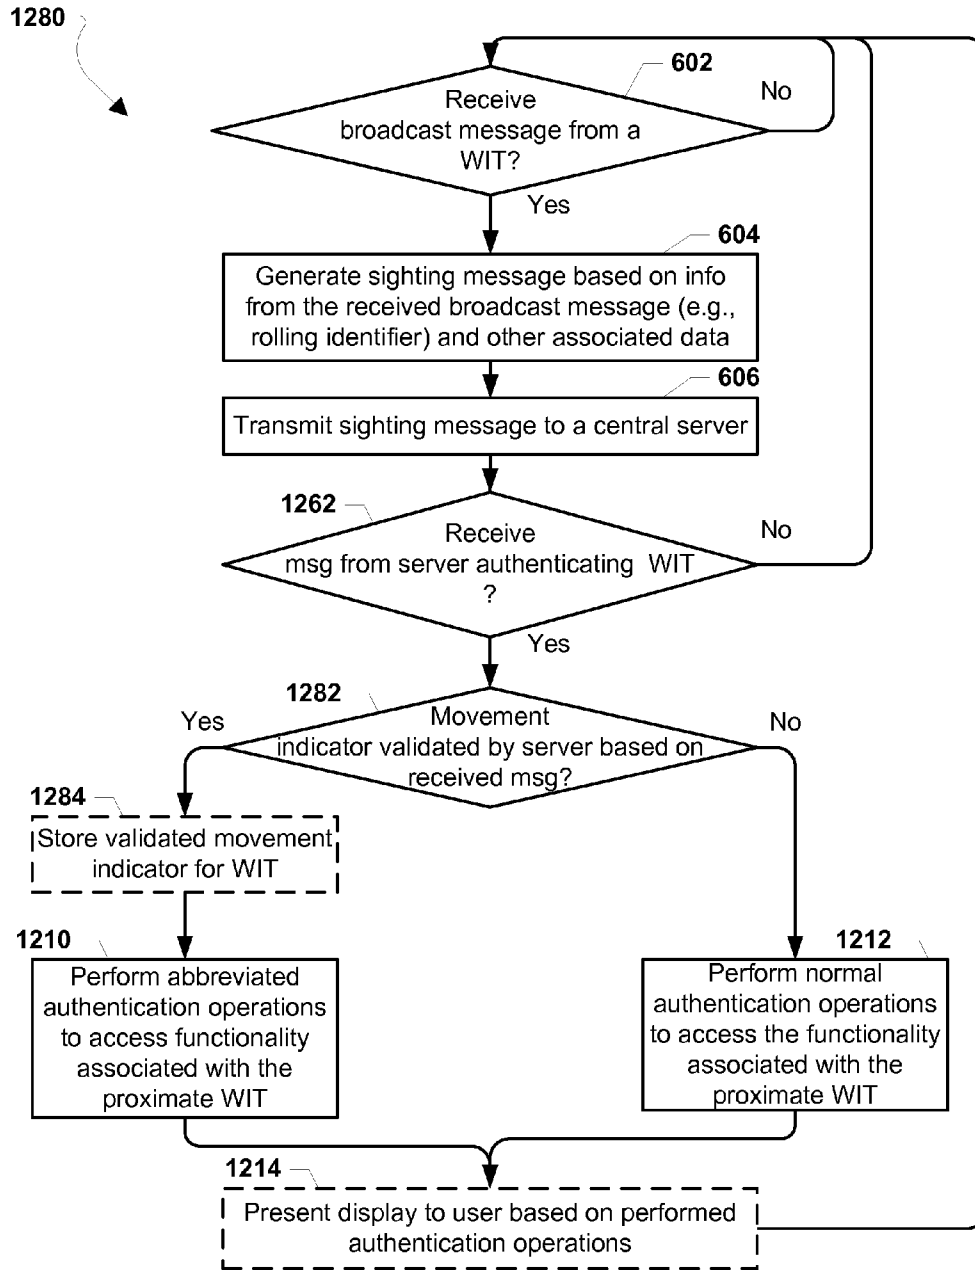 1280
602
Receive
broadcast message from a
WIT?
No
Yes
604
Generate sighting message based on info
from the received broadcast message (e.g.,
rolling identifier) and other associated data
606
Transmit sighting message to a central server
1262
Receive
msg from server authenticating WIT
?
No
Yes
1282
Movement
indicator validated by server based on
received msg?
Yes
No
1284
Store validated movement
indicator for WIT
1210
Perform abbreviated
authentication operations
to access functionality
associated with the
proximate WIT
1212
Perform normal
authentication operations
to access the functionality
associated with the
proximate WIT
1214
Present display to user based on performed
authentication operations